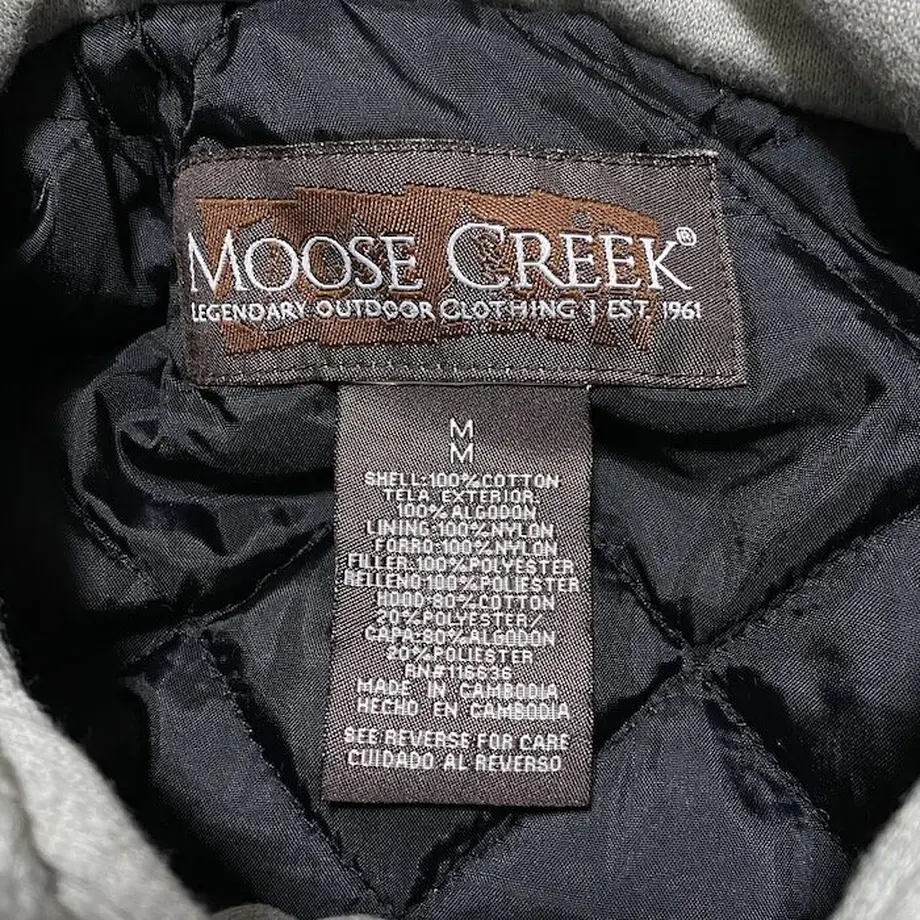 MOOSE CREEK®
LEGENDARY OUTDOOR CLOTHING | EST. 1961
M
M
SHELL:100%COTTON
TELA EXTERIOR.
100%ALGODON
LINING:100%NYLON
FORRO:100%NYLON
FILLER:100%POLYESTER
RELLENO:100%POLIESTER
HOOD:80%COTTON
20%POLYESTER/
CAPA:80%ALGODON
20%POLIESTER
RN#116636
MADE IN CAMBODIA
HECHO EN CAMBODIA
SEE REVERSE FOR CARE
CUIDADO AL REVERSO